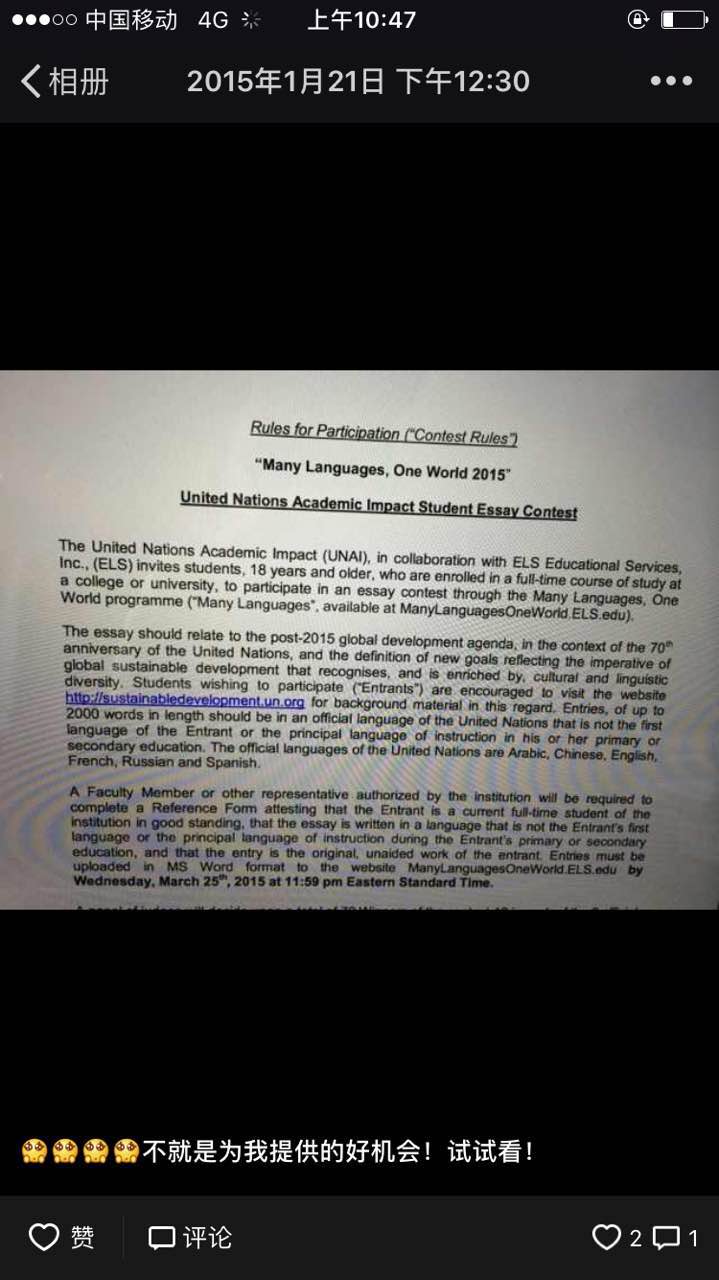 中国移动 4G 上午10:47
相册 2015年1月21日 下午12:30
Rules for Participation ("Contest Rules")
"Many Languages, One World 2015"
United Nations Academic Impact Student Essay Contest
The United Nations Academic Impact (UNAI), in collaboration with ELS Educational Services,
Inc., (ELS) invites students, 18 years and older, who are enrolled in a full-time course of study at
a college or university, to participate in an essay contest through the Many Languages, One
World programme ("Many Languages", available at ManyLanguagesOneWorld.ELS.edu).
The essay should relate to the post-2015 global development agenda, in the context of the 70th
anniversary of the United Nations, and the definition of new goals reflecting the imperative of
global sustainable development that recognises, and is enriched by, cultural and linguistic
diversity. Students wishing to participate ("Entrants") are encouraged to visit the website
http://sustainabledevelopment.un.org for background material in this regard. Entries, of up to
2000 words in length should be in an official language of the United Nations that is not the first
language of the Entrant or the principal language of instruction in his or her primary or
secondary education. The official languages of the United Nations are Arabic, Chinese, English,
French, Russian and Spanish.
A Faculty Member or other representative authorized by the institution will be required to
complete a Reference Form attesting that the Entrant is a current full-time student of the
institution in good standing, that the essay is written in a language that is not the Entrant's first
language or the principal language of instruction during the Entrant's primary or secondary
education, and that the entry is the original, unaided work of the entrant. Entries must be
uploaded in MS Word format to the website ManyLanguagesOneWorld.ELS.edu by
Wednesday, March 25th, 2015 at 11:59 pm Eastern Standard Time.
不就是为我提供的好机会！试试看！
赞 评论 2 1